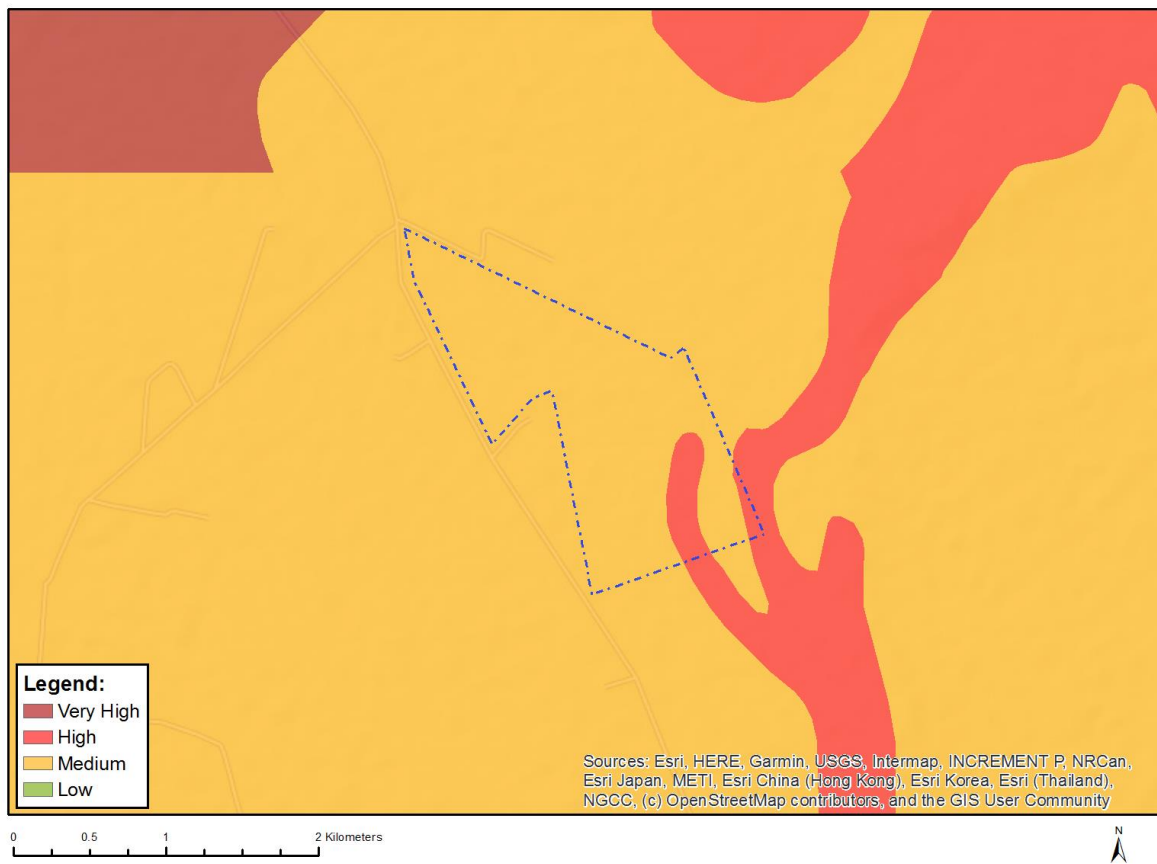 Legend:
Very High
High
Medium
Low
Sources: Esri, HERE, Garmin, USGS, Intermap, INCREMENT P, NRCan,
Esri Japan, METI, Esri China (Hong Kong), Esri Korea, Esri (Thailand),
NGCC, (c) OpenStreetMap contributors, and the GIS User Community
0 0.5 1 2 Kilometers
N